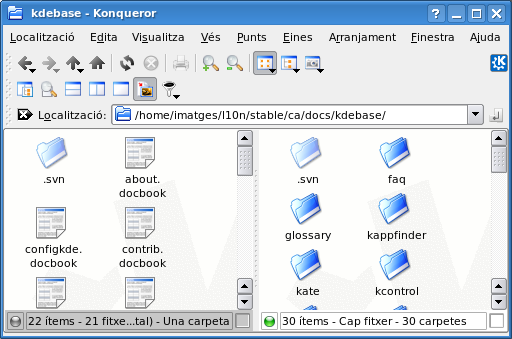 kdebase - Konqueror
Localització Edita Visualitza Vés Punts Eines Arranjament Finestra Ajuda
Localització: /home/imatges/l10n/stable/ca/docs/kdebase/
.svn about.docbook
configkde.docbook contrib.docbook
.svn faq
glossary kappfinder
kate kcontrol
22 ítems - 21 fitxe...tal) - Una carpeta
30 ítems - Cap fitxer - 30 carpetes